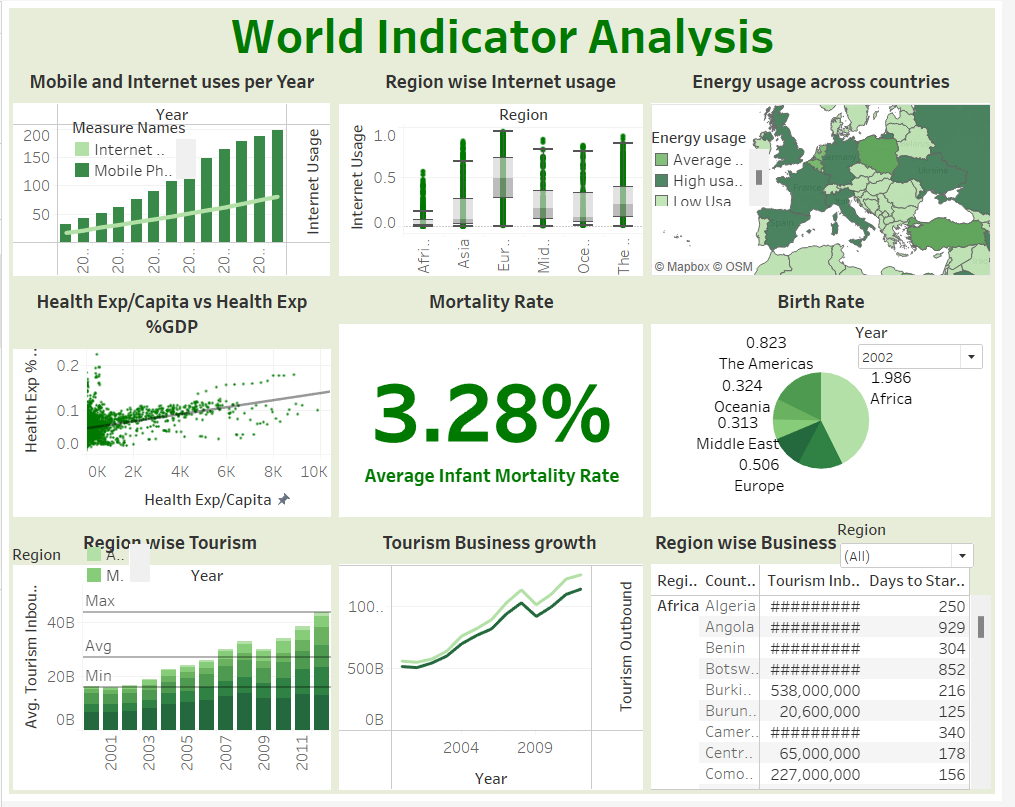 World Indicator Analysis
Mobile and Internet uses per Year
Year
Measure Names
Internet ..
Mobile Ph..
200
150
100
50
Internet Usage
20..
20..
20..
20..
20..
20..
Region wise Internet usage
Region
Internet Usage
1.0
0.5
0.0
Afri..
Asia
Eur..
Mid..
Oce..
The ..
Energy usage across countries
Energy usage
Average ..
High usa..
Low Usa
France
Ukraine
© Mapbox © OSM
Health Exp/Capita vs Health Exp
%GDP
Health Exp %..
0.2
0.1
0.0
0K 2K 4K 6K 8K 10K
Health Exp/Capita
Mortality Rate
3.28%
Average Infant Mortality Rate
Birth Rate
Year
2002
0.823
The Americas
0.324
Oceania
0.313
Middle East
0.506
Europe
1.986
Africa
Region wise Tourism
Region
A..
M.
Year
Max
Avg
Min
Avg. Tourism Inbou..
40B
20B
0B
2001
2003
2005
2007
2009
2011
Tourism Business growth
100..
500B
0B
Tourism Outbound
2004 2009
Year
Region wise Business
Region
(All)
Regi.. Count.. Tourism Inb.. Days to Star..
Africa Algeria ######### 250
Angola ######### 929
Benin ######### 304
Botsw.. ######### 852
Burki.. 538,000,000 216
Burun.. 20,600,000 125
Camer.. ######### 340
Centr.. 65,000,000 178
Como.. 227,000,000 156